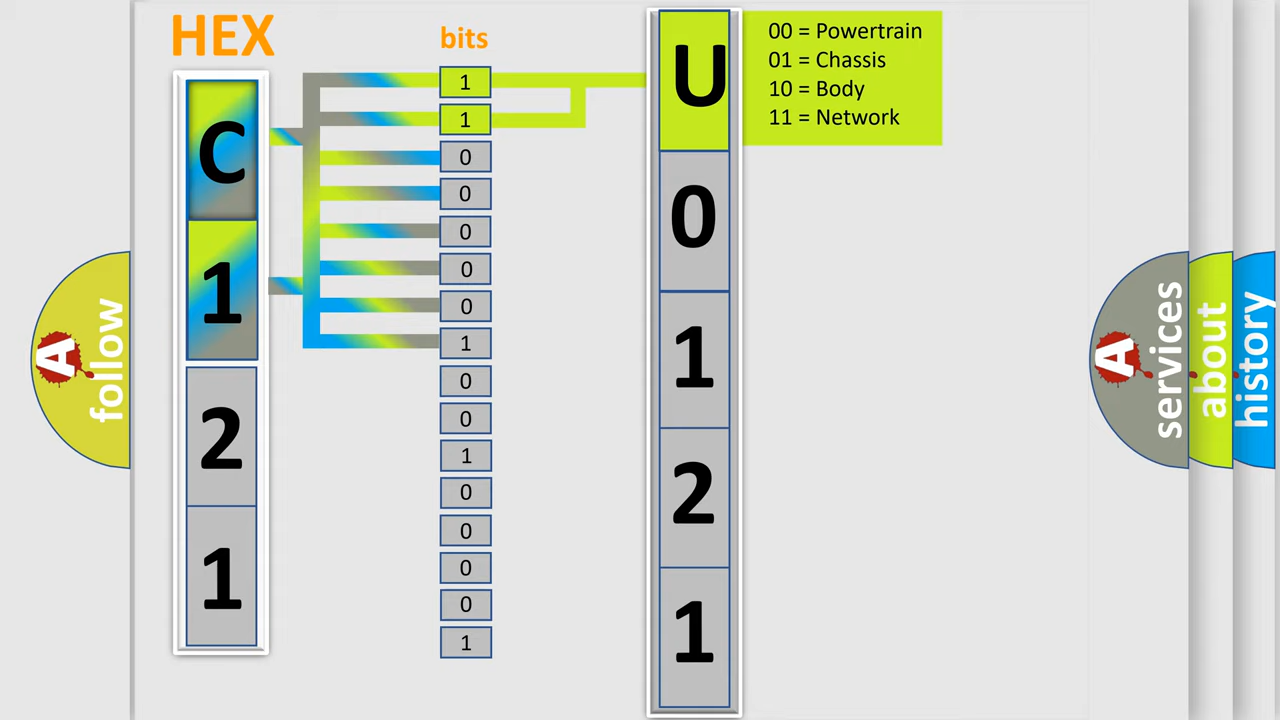 HEX
C
1
2
1
bits
1
1
0
0
0
0
0
1
0
0
1
0
0
0
0
1
U
0
1
2
1
00 = Powertrain
01 = Chassis
10 = Body
11 = Network
A
follow
A
services
about
history